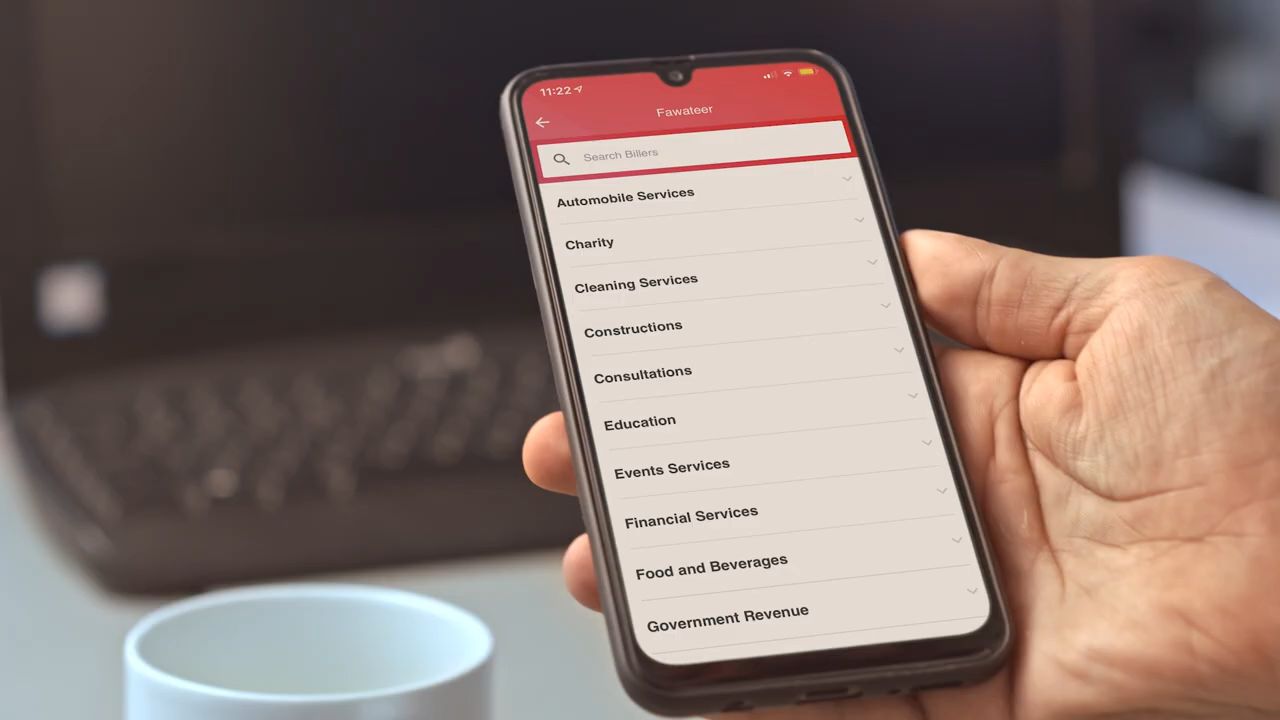 11:22
Fawateer
Search Billers
Automobile Services
Charity
Cleaning Services
Constructions
Consultations
Education
Events Services
Financial Services
Food and Beverages
Government Revenue